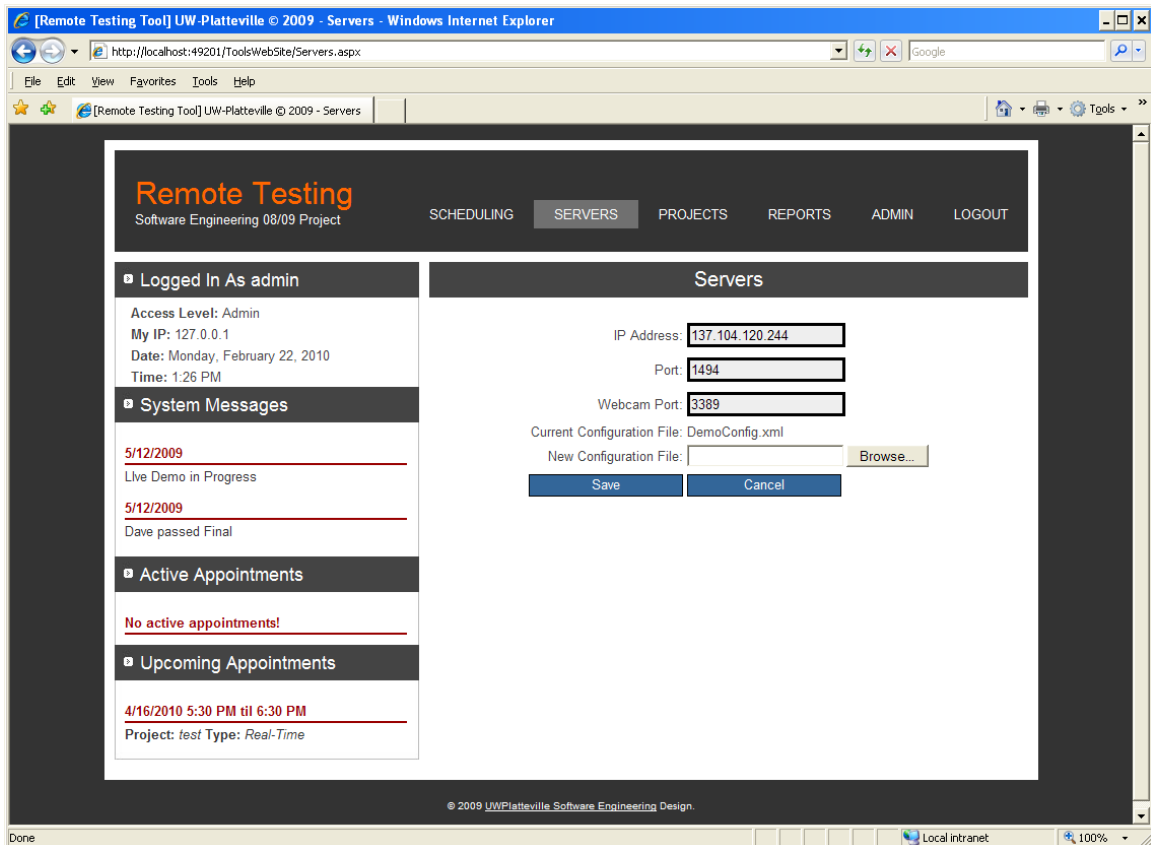 [Remote Testing Tool] UW-Platteville © 2009 - Servers - Windows Internet Explorer
http://localhost:49201/ToolsWebSite/Servers.aspx
Google
File Edit View Favorites Tools Help
[Remote Testing Tool] UW-Platteville © 2009 - Servers
Tools
Remote Testing
Software Engineering 08/09 Project
SCHEDULING SERVERS PROJECTS REPORTS ADMIN LOGOUT
Logged In As admin
Access Level: Admin
My IP: 127.0.0.1
Date: Monday, February 22, 2010
Time: 1:26 PM
System Messages
5/12/2009
LIve Demo in Progress
5/12/2009
Dave passed Final
Active Appointments
No active appointments!
Upcoming Appointments
4/16/2010 5:30 PM til 6:30 PM
Project: test Type: Real-Time
Servers
IP Address: 137.104.120.244
Port: 1494
Webcam Port: 3389
Current Configuration File: DemoConfig.xml
New Configuration File: Browse...
Save Cancel
© 2009 UWPlatteville Software Engineering Design.
Done
Local intranet
100%